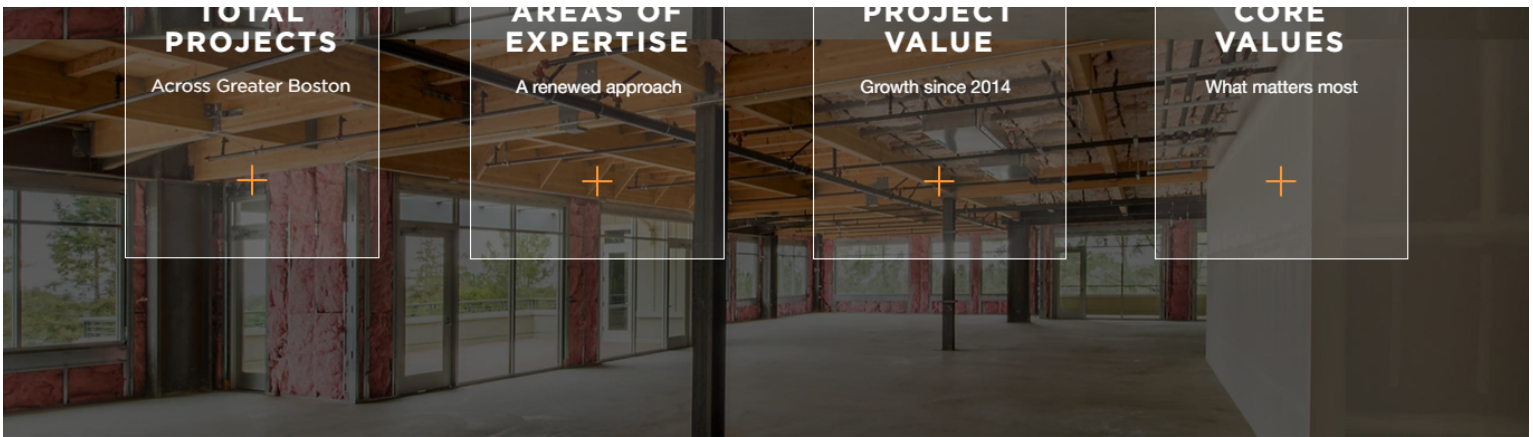 TOTAL
PROJECTS
Across Greater Boston
AREAS OF
EXPERTISE
A renewed approach
PROJECT
VALUE
Growth since 2014
CORE
VALUES
What matters most